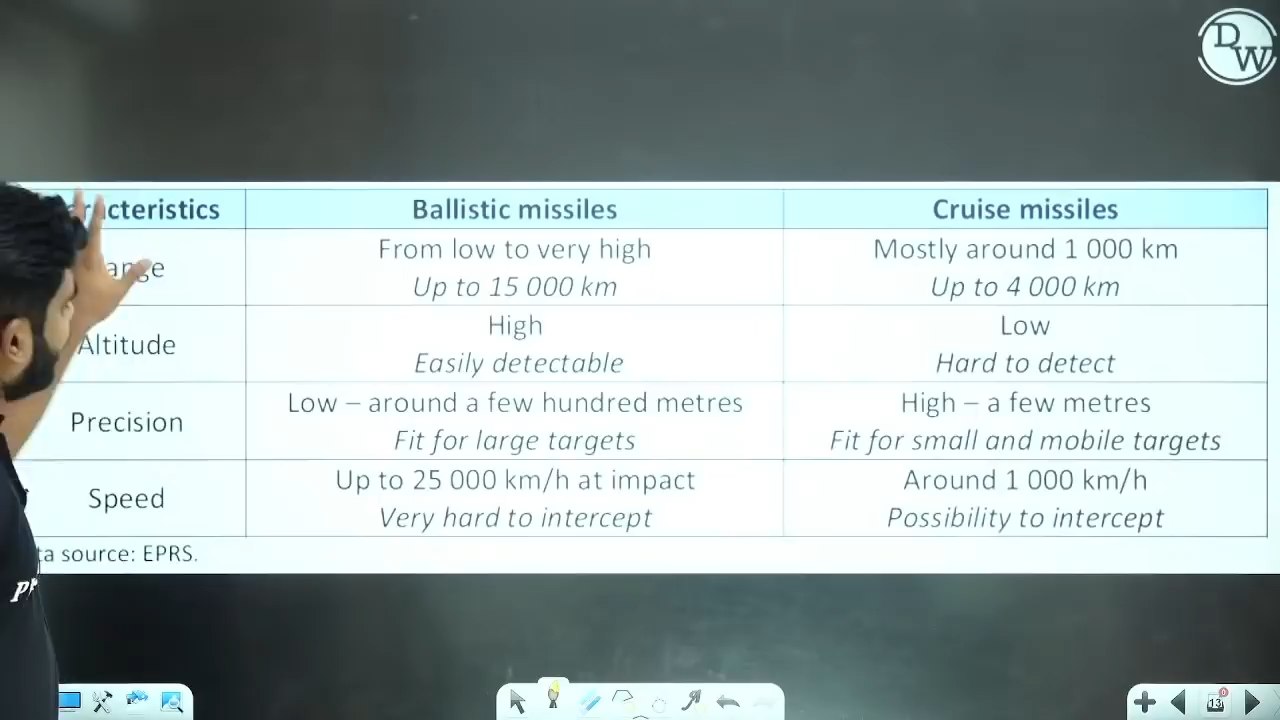 DW
acteristics Ballistic missiles Cruise missiles
ange From low to very high Mostly around 1 000 km
Up to 15 000 km Up to 4 000 km
Altitude High Low
Easily detectable Hard to detect
Precision Low – around a few hundred metres High – a few metres
Fit for large targets Fit for small and mobile targets
Speed Up to 25 000 km/h at impact Around 1 000 km/h
Very hard to intercept Possibility to intercept
ta source: EPRS.
13